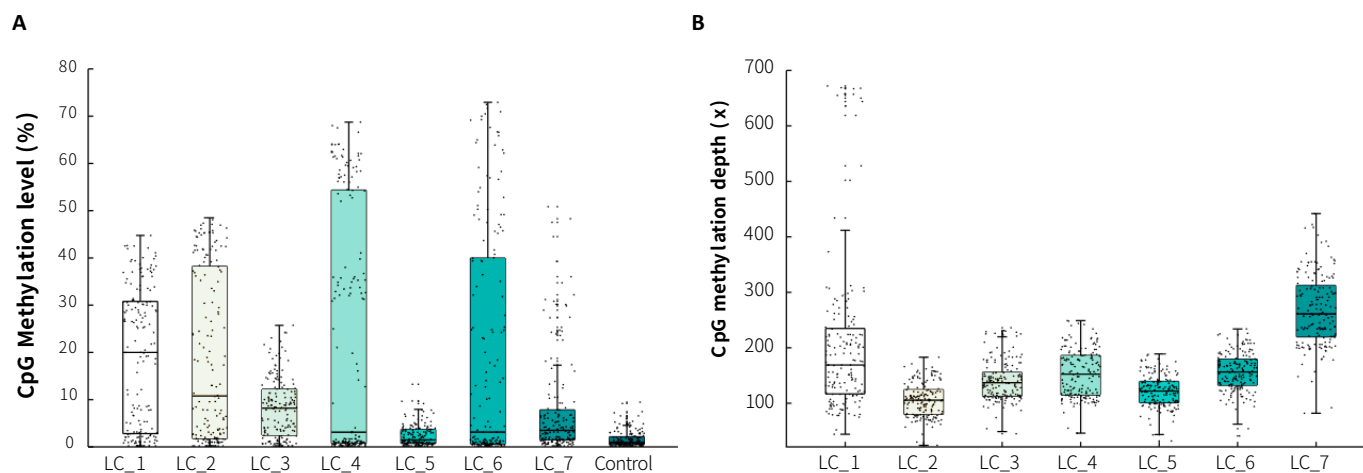 A
CpG Methylation level (%)
80
70
60
50
40
30
20
10
0
LC_1 LC_2 LC_3 LC_4 LC_5 LC_6 LC_7 Control
B
CpG methylation depth (x)
700
600
500
400
300
200
100
LC_1 LC_2 LC_3 LC_4 LC_5 LC_6 LC_7